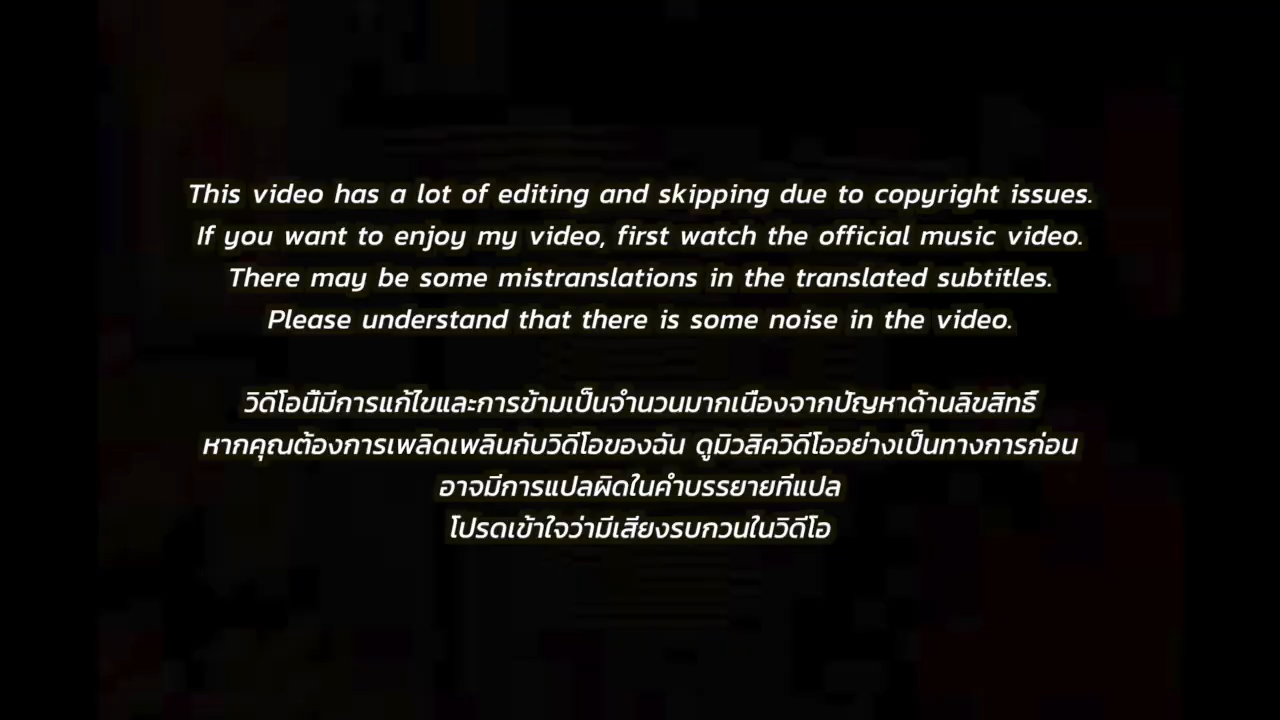 This video has a lot of editing and skipping due to copyright issues.
If you want to enjoy my video, first watch the official music video.
There may be some mistranslations in the translated subtitles.
Please understand that there is some noise in the video.
วิดีโอนี้มีการแก้ไขและการข้ามเป็นจำนวนมากเนื่องจากปัญหาด้านลิขสิทธิ์
หากคุณต้องการเพลิดเพลินกับวิดีโอของฉัน ดูมิวสิควิดีโออย่างเป็นทางการก่อน
อาจมีการแปลผิดในคำบรรยายที่แปล
โปรดเข้าใจว่ามีเสียงรบกวนในวิดีโอ